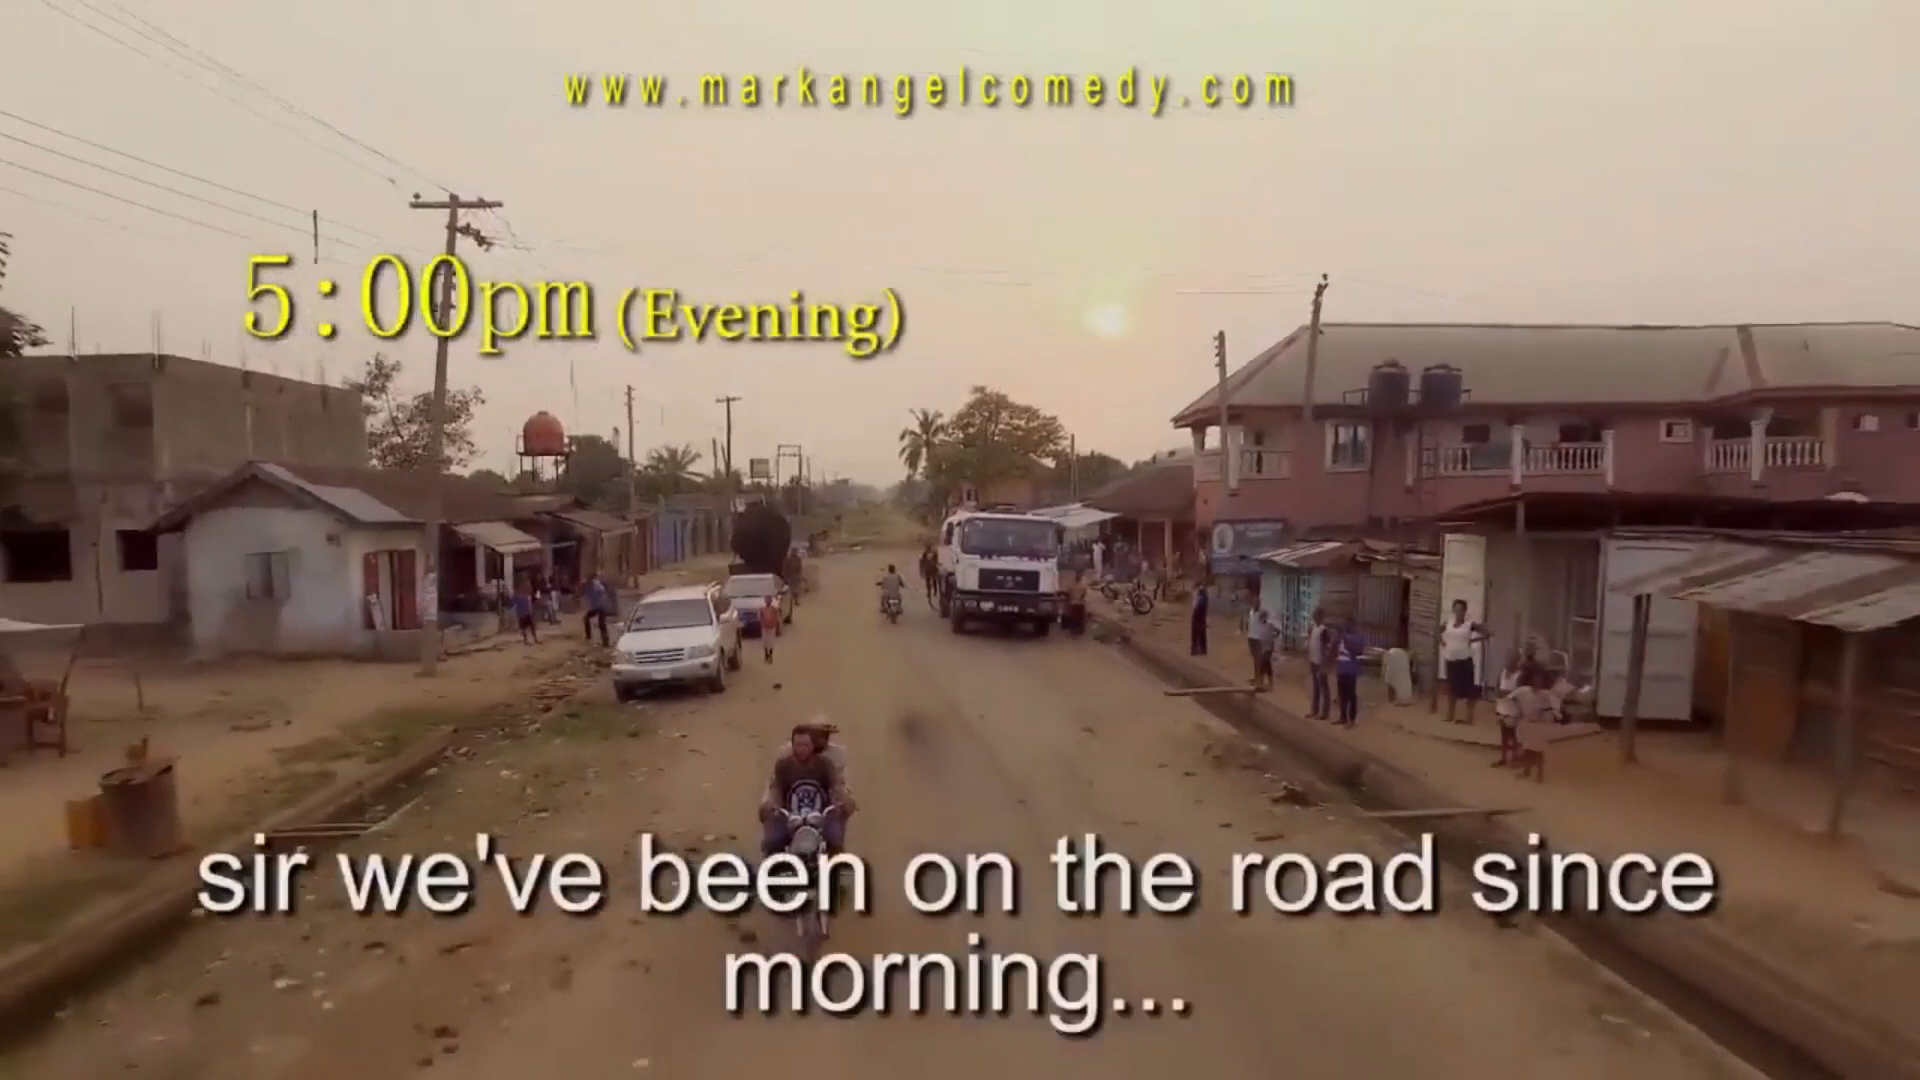 www.markangelcomedy.com
5:00pm (Evening)
sir we've been on the road since
morning...